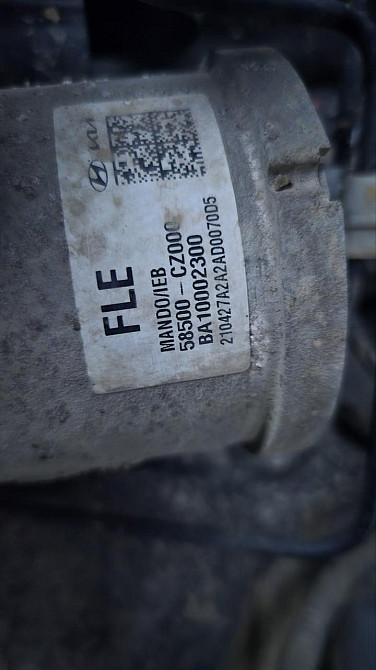 FLE
MANDO/IEB
58500 - CZ000
BA10002300
210427A2A2AD0070D5